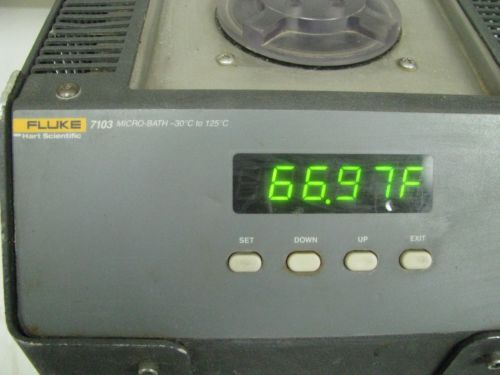 FLUKE 7103 MICRO-BATH -30°C to 125°C
Hart Scientific
66.97F
SET DOWN UP EXIT